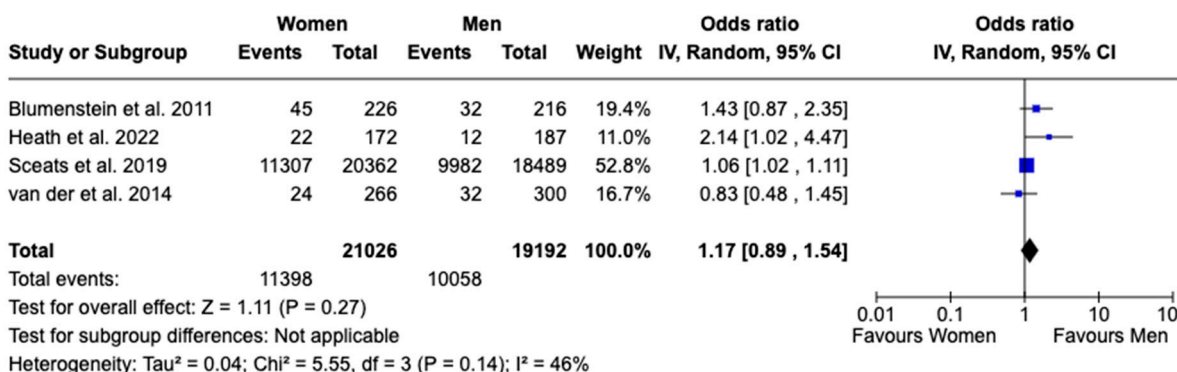 Women Men Odds ratio Odds ratio
Study or Subgroup Events Total Events Total Weight IV, Random, 95% CI IV, Random, 95% CI
Blumenstein et al. 2011 45 226 32 216 19.4% 1.43 [0.87 , 2.35]
Heath et al. 2022 22 172 12 187 11.0% 2.14 [1.02 , 4.47]
Sceats et al. 2019 11307 20362 9982 18489 52.8% 1.06 [1.02 , 1.11]
van der et al. 2014 24 266 32 300 16.7% 0.83 [0.48 , 1.45]
Total 21026 19192 100.0% 1.17 [0.89 , 1.54]
Total events: 11398 10058
Test for overall effect: Z = 1.11 (P = 0.27)
Test for subgroup differences: Not applicable
Heterogeneity: Tau² = 0.04; Chi² = 5.55, df = 3 (P = 0.14); I² = 46%
0.01 0.1 1 10 10
Favours Women Favours Men